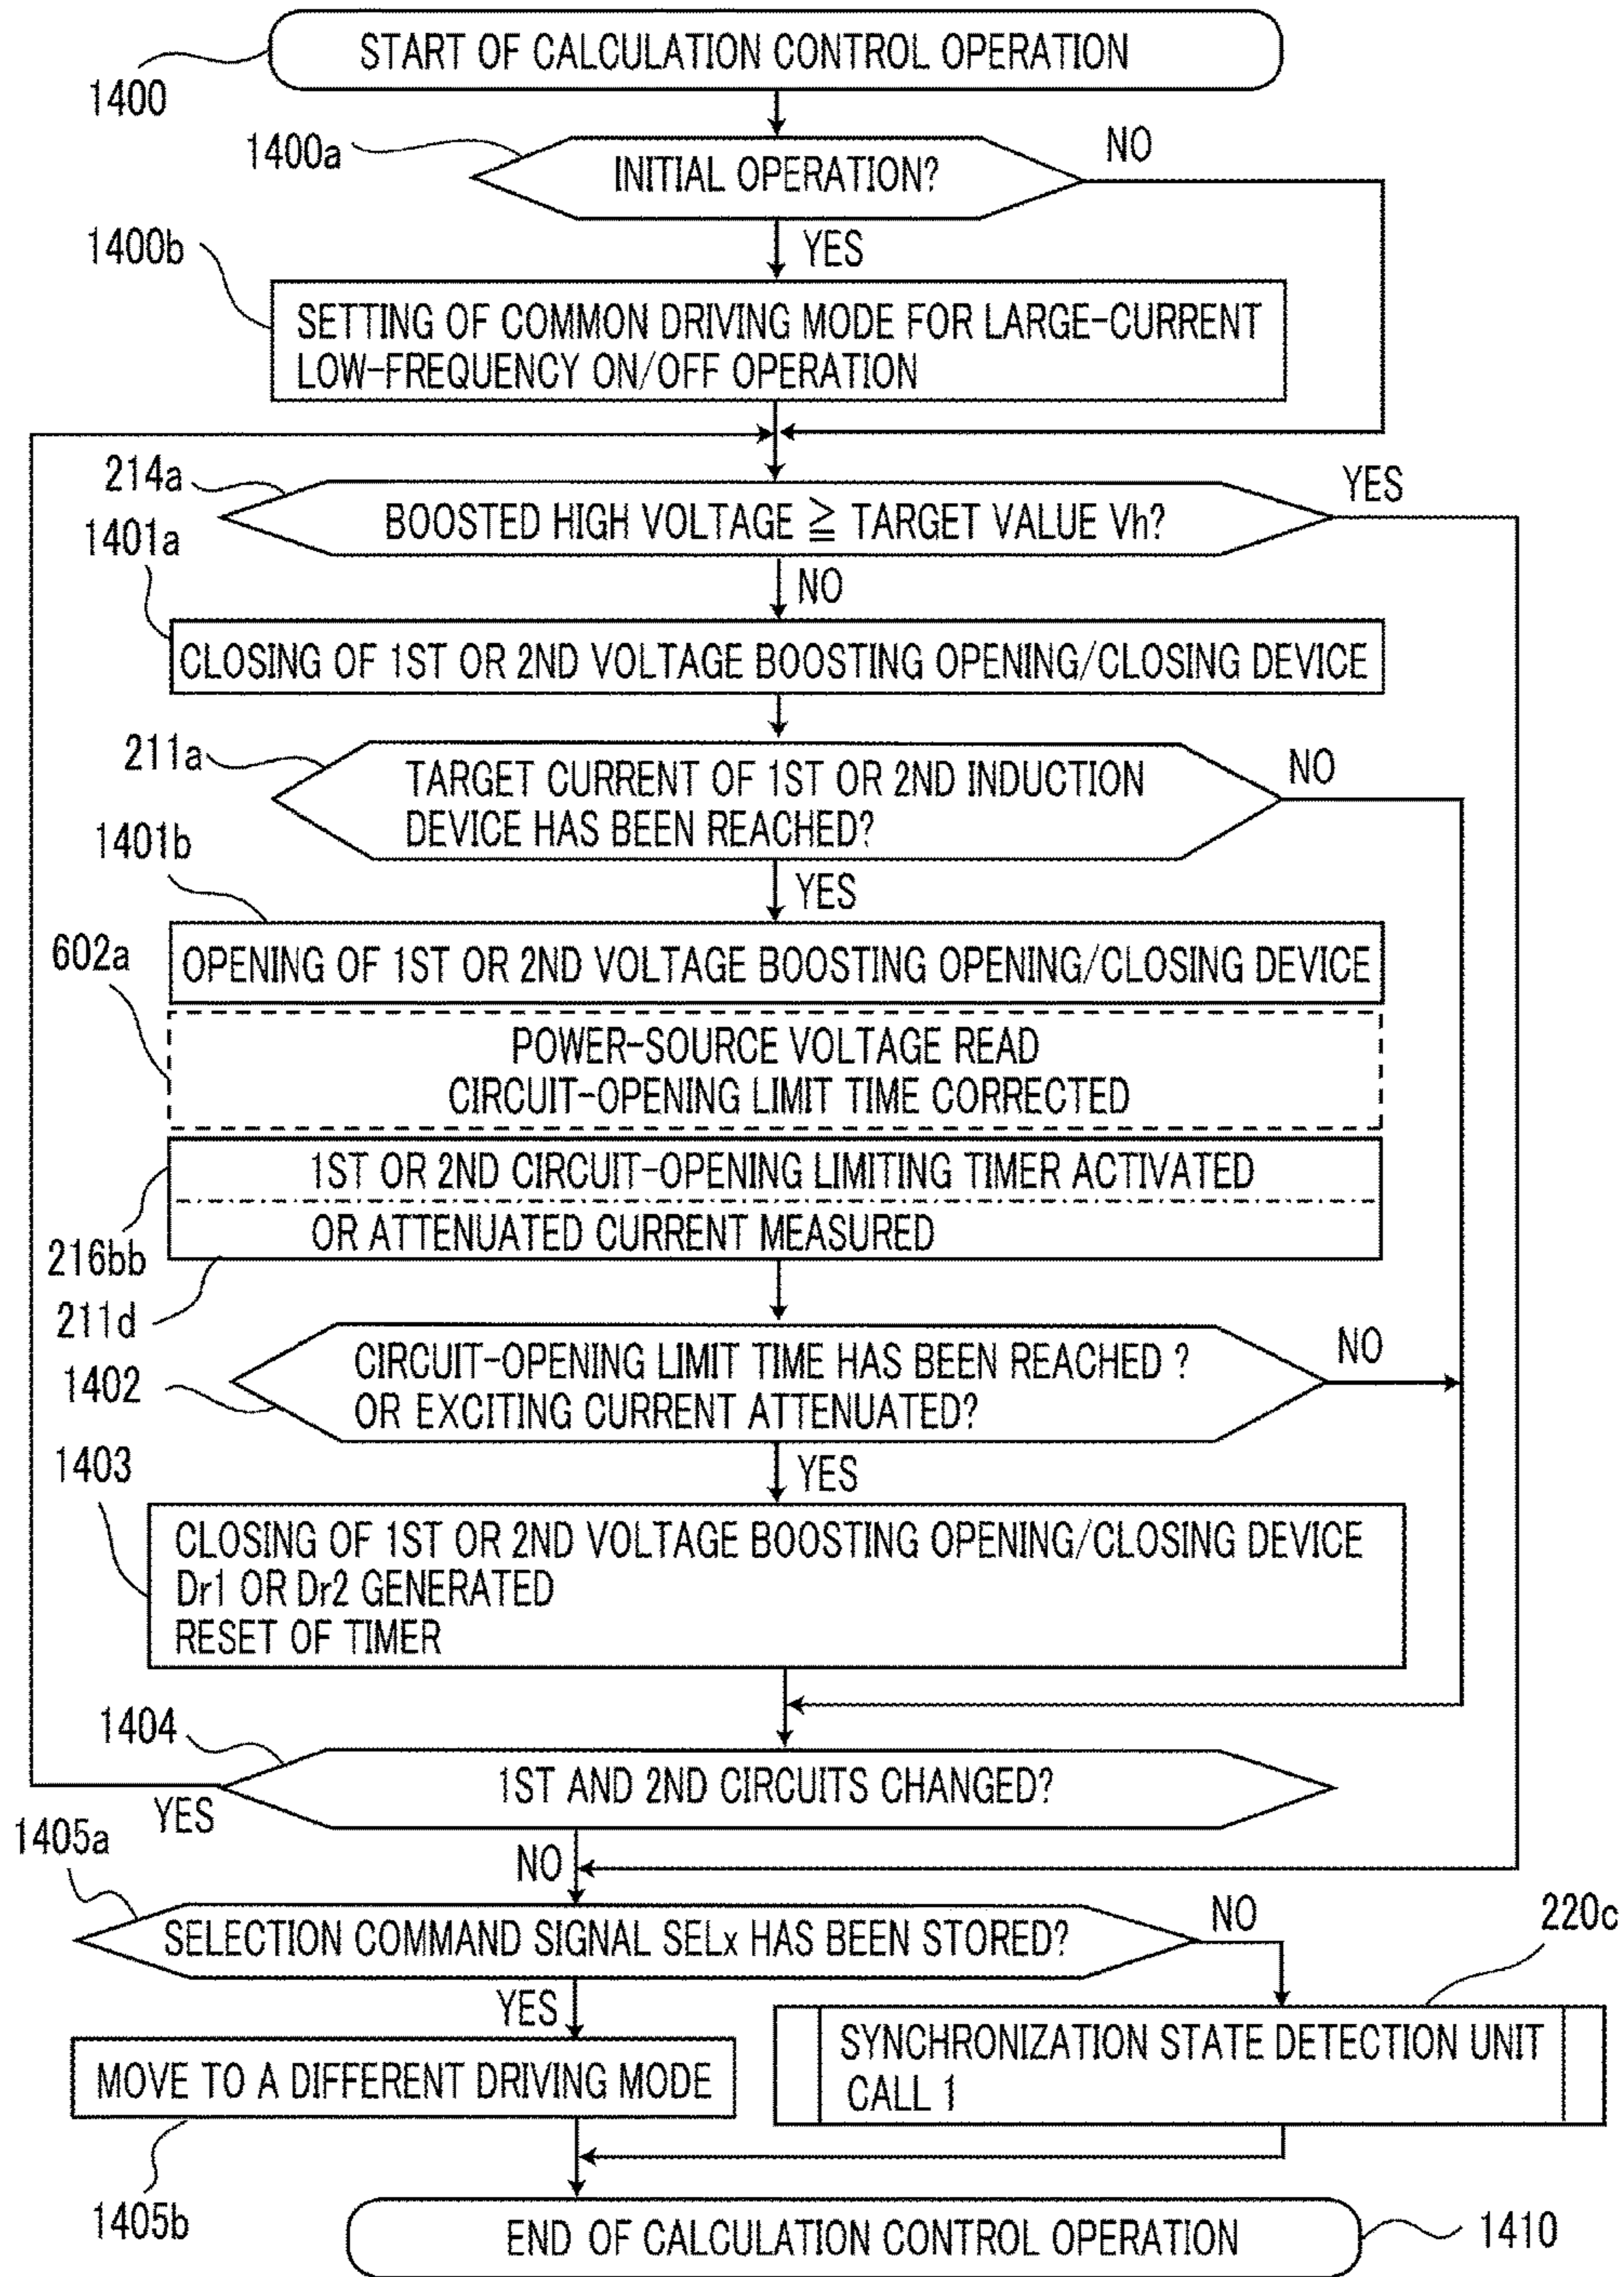 START OF CALCULATION CONTROL OPERATION
1400
1400a
INITIAL OPERATION?
NO
YES
1400b
SETTING OF COMMON DRIVING MODE FOR LARGE-CURRENT
LOW-FREQUENCY ON/OFF OPERATION
214a
BOOSTED HIGH VOLTAGE ≧ TARGET VALUE Vh?
YES
NO
1401a
CLOSING OF 1ST OR 2ND VOLTAGE BOOSTING OPENING/CLOSING DEVICE
211a
TARGET CURRENT OF 1ST OR 2ND INDUCTION
DEVICE HAS BEEN REACHED?
NO
YES
1401b
OPENING OF 1ST OR 2ND VOLTAGE BOOSTING OPENING/CLOSING DEVICE
602a
POWER-SOURCE VOLTAGE READ
CIRCUIT-OPENING LIMIT TIME CORRECTED
1ST OR 2ND CIRCUIT-OPENING LIMITING TIMER ACTIVATED
OR ATTENUATED CURRENT MEASURED
216bb
211d
CIRCUIT-OPENING LIMIT TIME HAS BEEN REACHED ?
OR EXCITING CURRENT ATTENUATED?
NO
1402
YES
1403
CLOSING OF 1ST OR 2ND VOLTAGE BOOSTING OPENING/CLOSING DEVICE
Dr1 OR Dr2 GENERATED
RESET OF TIMER
1404
1ST AND 2ND CIRCUITS CHANGED?
YES
NO
1405a
SELECTION COMMAND SIGNAL SELx HAS BEEN STORED?
NO
220c
YES
MOVE TO A DIFFERENT DRIVING MODE
SYNCHRONIZATION STATE DETECTION UNIT
CALL 1
1405b
END OF CALCULATION CONTROL OPERATION
1410